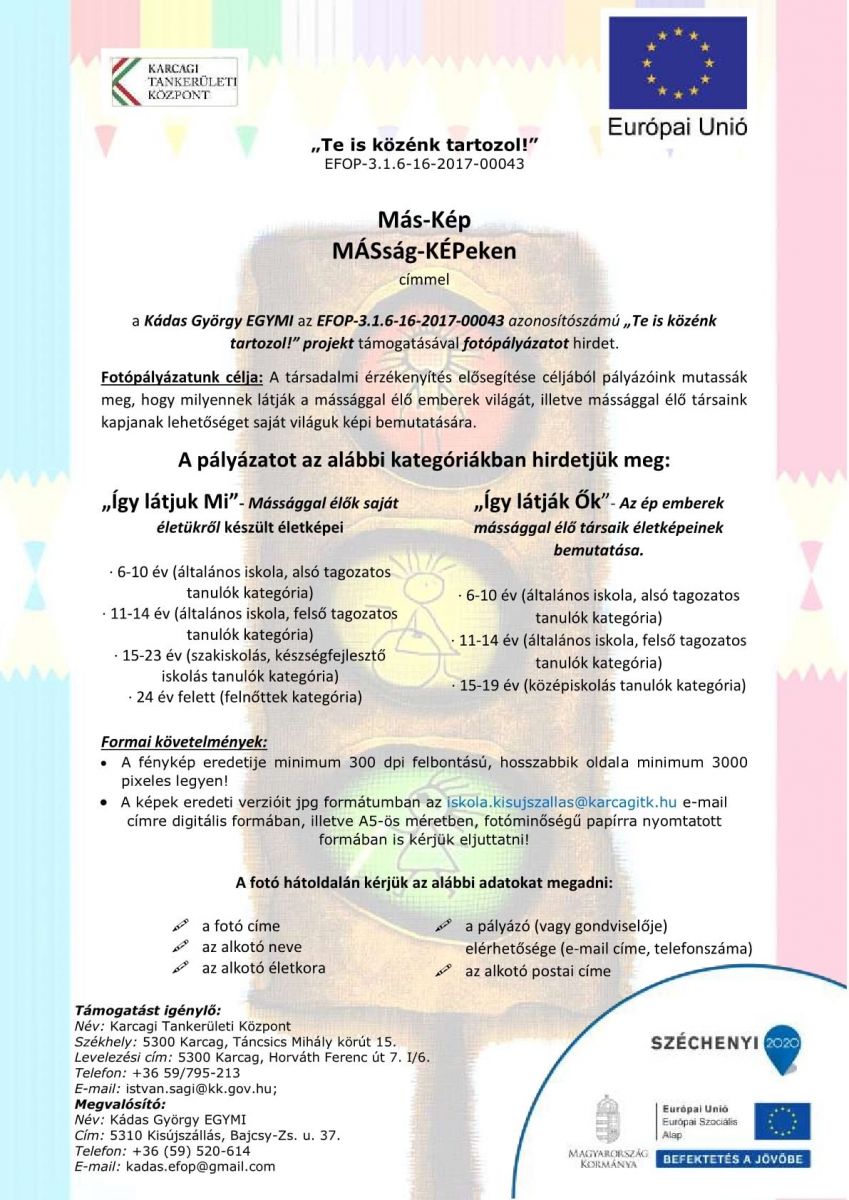 KARCAGI
TANKERÜLETI
KÖZPONT
Európai Unió
„Te is közénk tartozol!”
EFOP-3.1.6-16-2017-00043
Más-Kép
MÁSság-KÉPeken
címmel
a Kádas György EGYMI az EFOP-3.1.6-16-2017-00043 azonosítószámú „Te is közénk
tartozol!” projekt támogatásával fotópályázatot hirdet.
Fotópályázatunk célja: A társadalmi érzékenyítés elősegítése céljából pályázóink mutassák
meg, hogy milyennek látják a mássággal élő emberek világát, illetve mássággal élő társaink
kapjanak lehetőséget saját világuk képi bemutatására.
A pályázatot az alábbi kategóriákban hirdetjük meg:
„Így látjuk Mi”- Mássággal élők saját
életükről készült életképei
· 6-10 év (általános iskola, alsó tagozatos
tanulók kategória)
· 11-14 év (általános iskola, felső tagozatos
tanulók kategória)
· 15-23 év (szakiskolás, készségfejlesztő
iskolás tanulók kategória)
· 24 év felett (felnőttek kategória)
„Így látják Ők”- Az ép emberek
mássággal élő társaik életképeinek
bemutatása.
· 6-10 év (általános iskola, alsó tagozatos
tanulók kategória)
· 11-14 év (általános iskola, felső tagozatos
tanulók kategória)
· 15-19 év (középiskolás tanulók kategória)
Formai követelmények:
• A fénykép eredetije minimum 300 dpi felbontású, hosszabbik oldala minimum 3000
pixeles legyen!
• A képek eredeti verzióit jpg formátumban az iskola.kisujszallas@karcagitk.hu e-mail
címre digitális formában, illetve A5-ös méretben, fotóminőségű papírra nyomtatott
formában is kérjük eljuttatni!
A fotó hátoldalán kérjük az alábbi adatokat megadni:
a fotó címe
az alkotó neve
az alkotó életkora
a pályázó (vagy gondviselője)
elérhetősége (e-mail címe, telefonszáma)
az alkotó postai címe
Támogatást igénylő:
Név: Karcagi Tankerületi Központ
Székhely: 5300 Karcag, Táncsics Mihály körút 15.
Levelezési cím: 5300 Karcag, Horváth Ferenc út 7. I/6.
Telefon: +36 59/795-213
E-mail: istvan.sagi@kk.gov.hu;
Megvalósító:
Név: Kádas György EGYMI
Cím: 5310 Kisújszállás, Bajcsy-Zs. u. 37.
Telefon: +36 (59) 520-614
E-mail: kadas.efop@gmail.com
SZÉCHENYI 2020
MAGYARORSZÁG
KORMÁNYA
Európai Unió
Európai Szociális
Alap
BEFEKTETÉS A JÖVŐBE